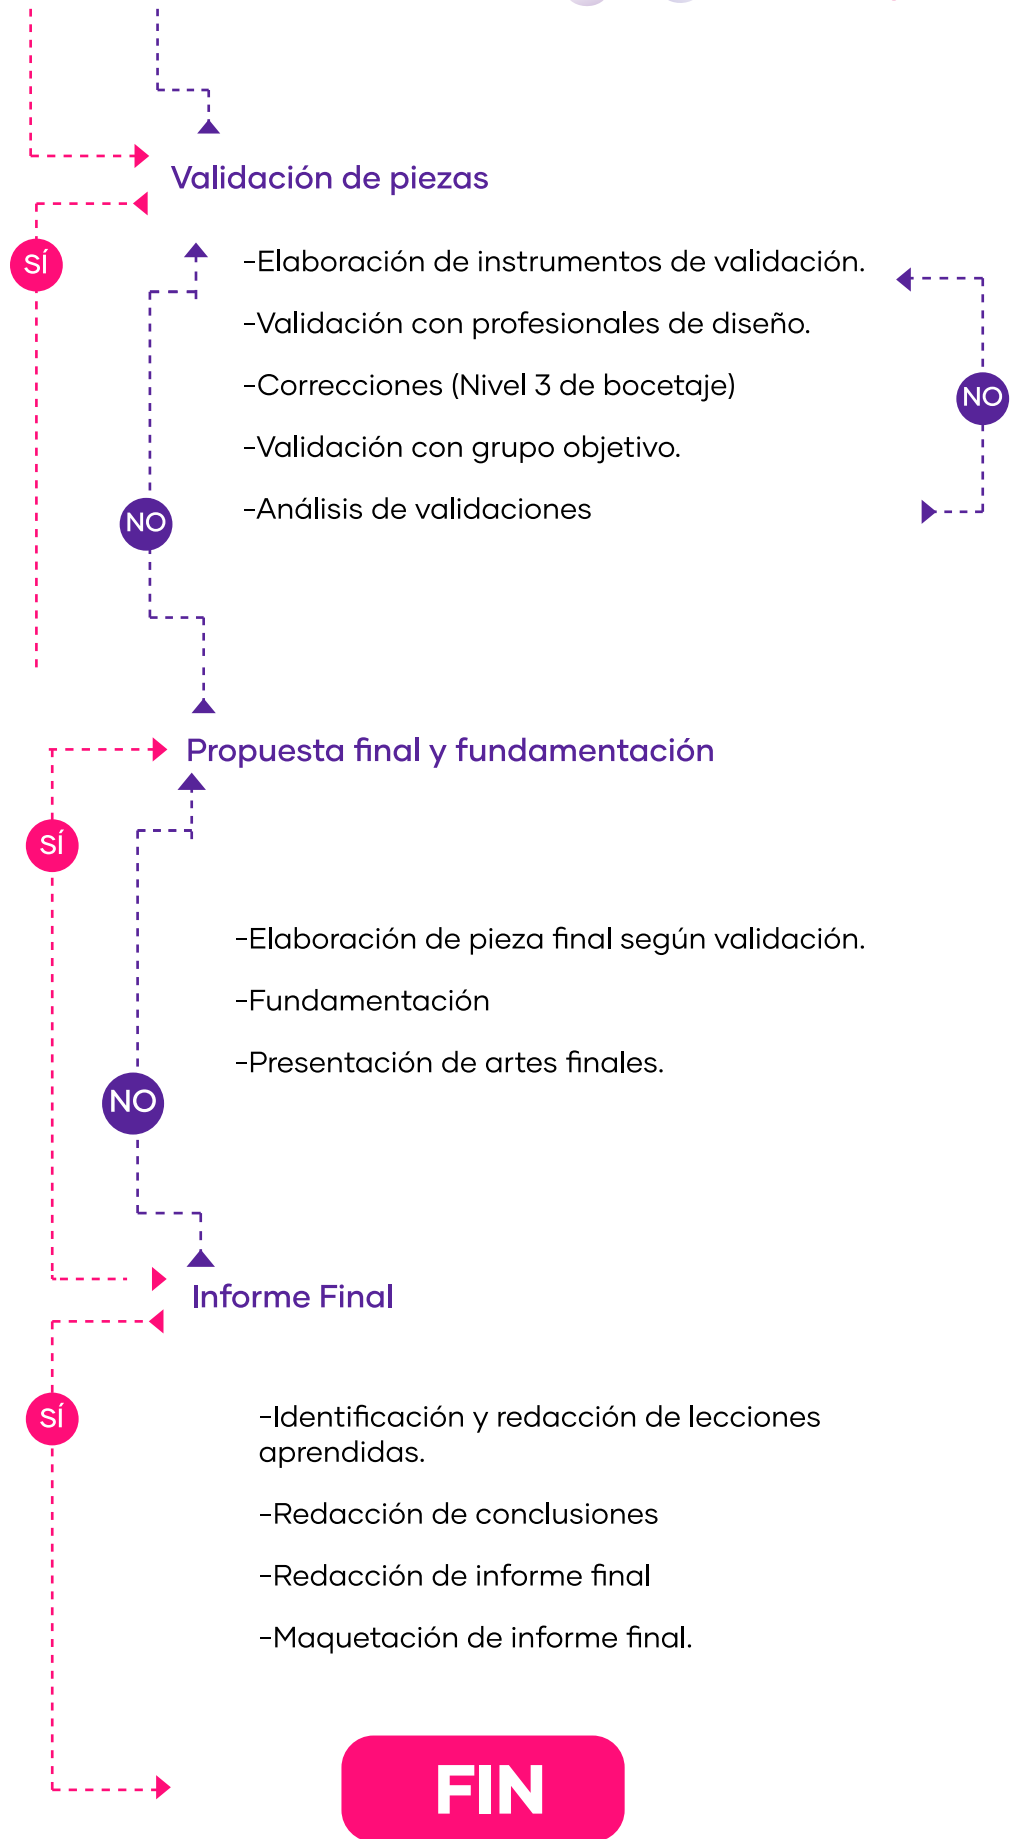 Validación de piezas
SÍ
-Elaboración de instrumentos de validación.
-Validación con profesionales de diseño.
-Correcciones (Nivel 3 de bocetaje)
NO
-Validación con grupo objetivo.
-Análisis de validaciones
NO
Propuesta final y fundamentación
SÍ
-Elaboración de pieza final según validación.
-Fundamentación
-Presentación de artes finales.
NO
Informe Final
SÍ
-Identificación y redacción de lecciones
aprendidas.
-Redacción de conclusiones
-Redacción de informe final
-Maquetación de informe final.
FIN